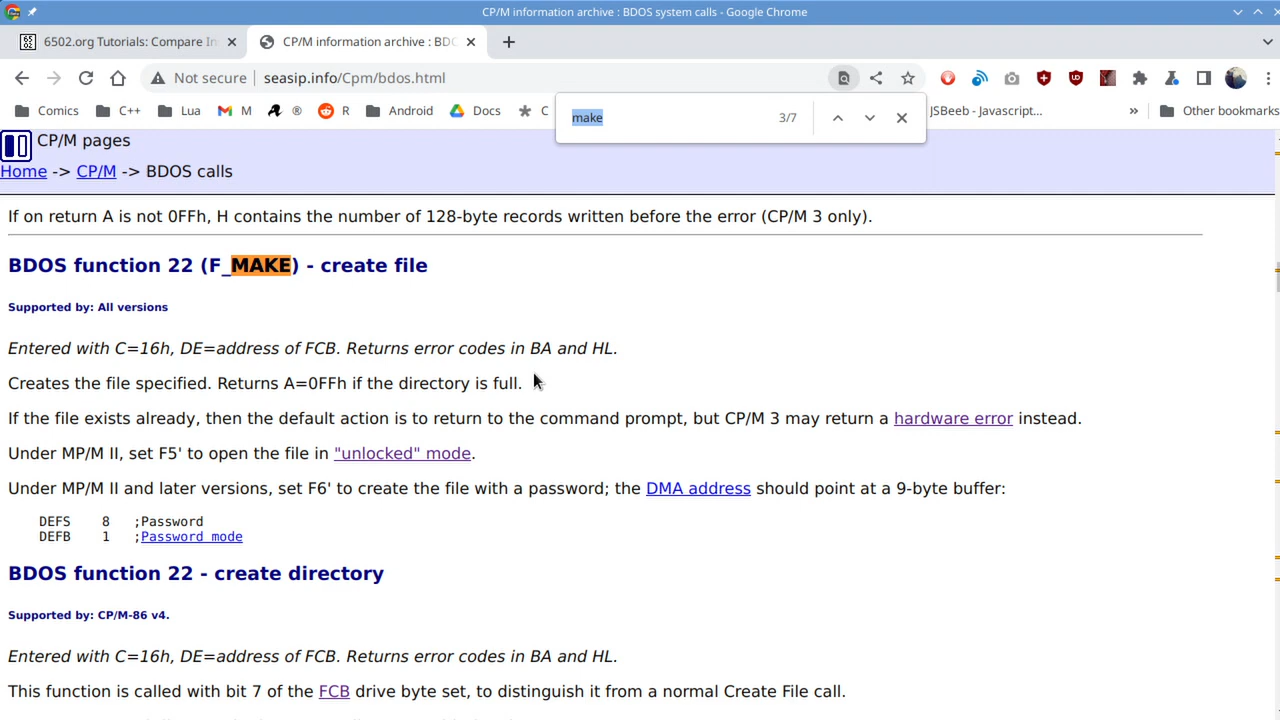 CP/M information archive : BDOS system calls - Google Chrome
6502.org Tutorials: Compare In
CP/M information archive : BDO
Not secure seasip.info/Cpm/bdos.html
Comics C++ Lua M ® R Android Docs C JSBeeb - Javascript... » Other bookmarks
make 3/7
CP/M pages
Home -> CP/M -> BDOS calls
If on return A is not 0FFh, H contains the number of 128-byte records written before the error (CP/M 3 only).
BDOS function 22 (F_MAKE) - create file
Supported by: All versions
Entered with C=16h, DE=address of FCB. Returns error codes in BA and HL.
Creates the file specified. Returns A=0FFh if the directory is full.
If the file exists already, then the default action is to return to the command prompt, but CP/M 3 may return a hardware error instead.
Under MP/M II, set F5' to open the file in "unlocked" mode.
Under MP/M II and later versions, set F6' to create the file with a password; the DMA address should point at a 9-byte buffer:
DEFS 8 ;Password
DEFB 1 ;Password mode
BDOS function 22 - create directory
Supported by: CP/M-86 v4.
Entered with C=16h, DE=address of FCB. Returns error codes in BA and HL.
This function is called with bit 7 of the FCB drive byte set, to distinguish it from a normal Create File call.